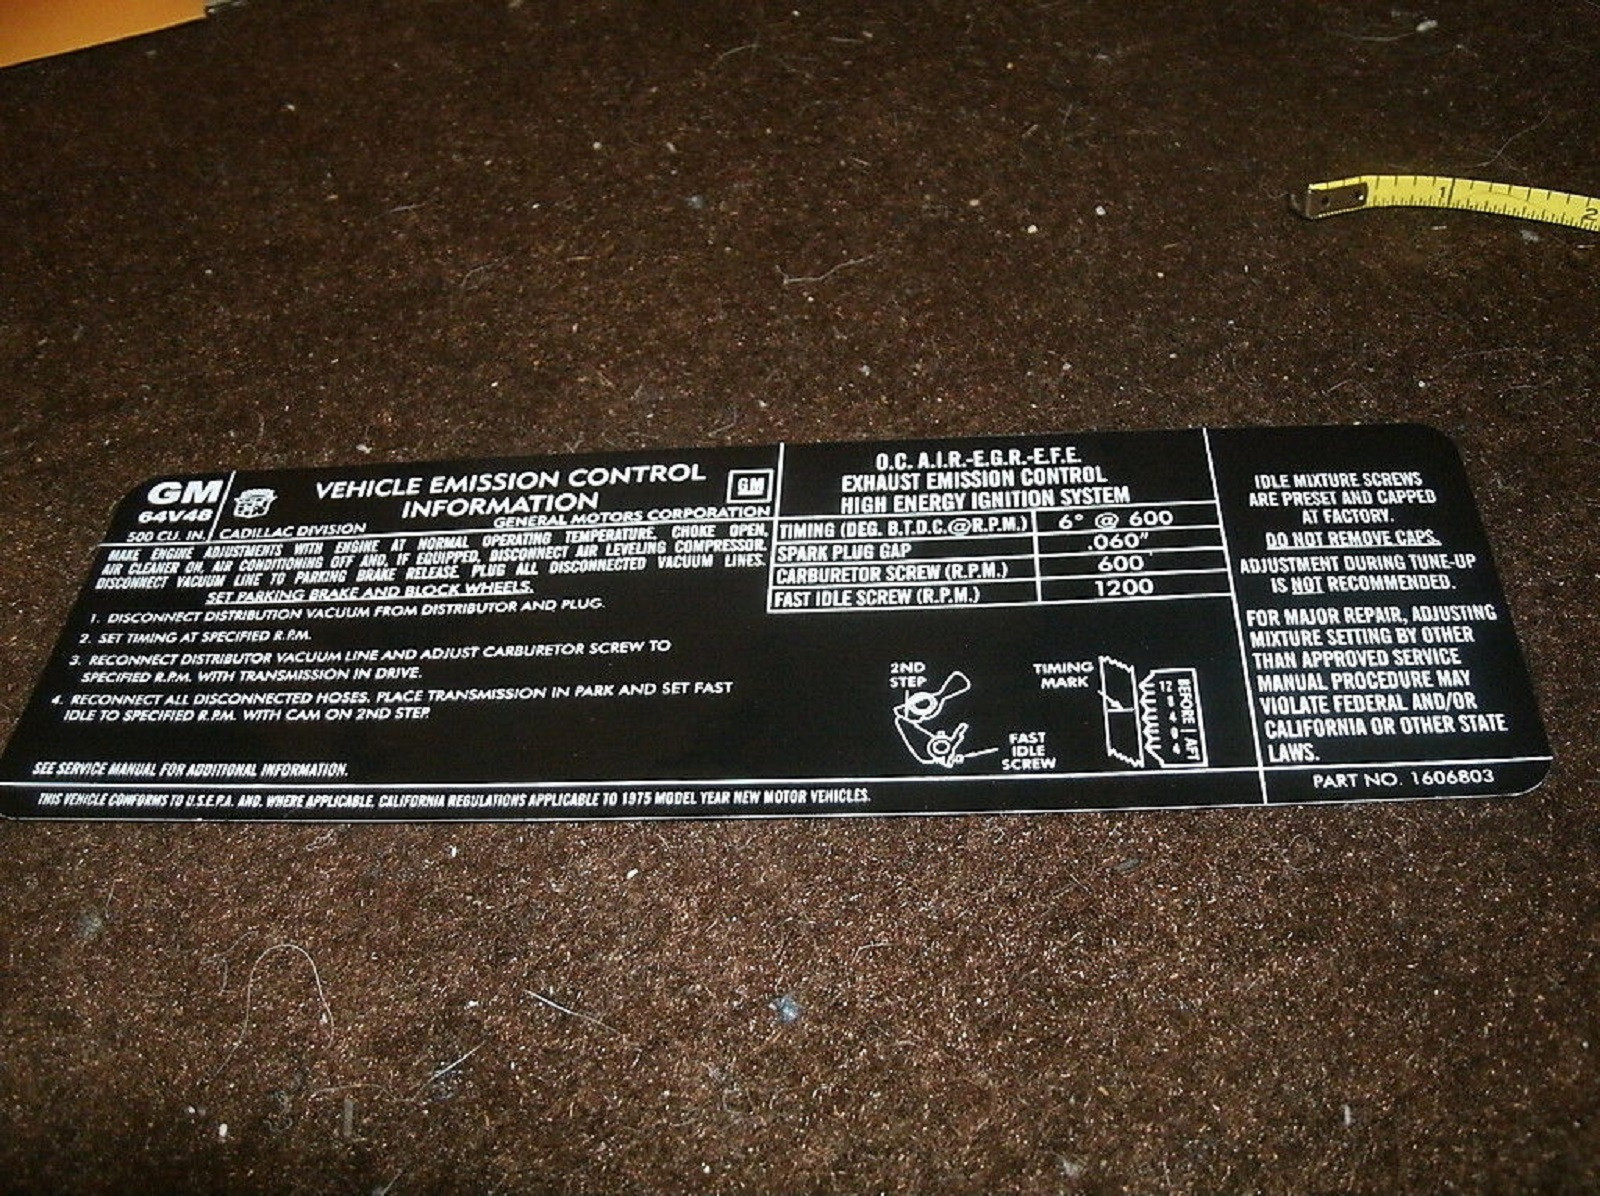 GM
64V48
500 CU. IN.
CADILLAC DIVISION
VEHICLE EMISSION CONTROL
INFORMATION
GM
GENERAL MOTORS CORPORATION
MAKE ENGINE ADJUSTMENTS WITH ENGINE AT NORMAL OPERATING TEMPERATURE, CHOKE OPEN,
AIR CLEANER ON, AIR CONDITIONING OFF AND, IF EQUIPPED, DISCONNECT AIR LEVELING COMPRESSOR.
DISCONNECT VACUUM LINE TO PARKING BRAKE RELEASE. PLUG ALL DISCONNECTED VACUUM LINES.
SET PARKING BRAKE AND BLOCK WHEELS.
1. DISCONNECT DISTRIBUTION VACUUM FROM DISTRIBUTOR AND PLUG.
2. SET TIMING AT SPECIFIED R.P.M.
3. RECONNECT DISTRIBUTOR VACUUM LINE AND ADJUST CARBURETOR SCREW TO
SPECIFIED R.P.M. WITH TRANSMISSION IN DRIVE.
4. RECONNECT ALL DISCONNECTED HOSES. PLACE TRANSMISSION IN PARK AND SET FAST
IDLE TO SPECIFIED R.P.M. WITH CAM ON 2ND STEP.
SEE SERVICE MANUAL FOR ADDITIONAL INFORMATION.
THIS VEHICLE CONFORMS TO U.S.E.P.A. AND, WHERE APPLICABLE, CALIFORNIA REGULATIONS APPLICABLE TO 1975 MODEL YEAR NEW MOTOR VEHICLES.
O.C. A.I.R.-E.G.R.-E.F.E.
EXHAUST EMISSION CONTROL
HIGH ENERGY IGNITION SYSTEM
TIMING (DEG. B.T.D.C.@R.P.M.) 6° @ 600
SPARK PLUG GAP .060"
CARBURETOR SCREW (R.P.M.) 600
FAST IDLE SCREW (R.P.M.) 1200
2ND
STEP
FAST
IDLE
SCREW
TIMING
MARK
12 8 4 0 4
BEFORE | AFT
IDLE MIXTURE SCREWS
ARE PRESET AND CAPPED
AT FACTORY.
DO NOT REMOVE CAPS.
ADJUSTMENT DURING TUNE-UP
IS NOT RECOMMENDED.
FOR MAJOR REPAIR, ADJUSTING
MIXTURE SETTING BY OTHER
THAN APPROVED SERVICE
MANUAL PROCEDURE MAY
VIOLATE FEDERAL AND/OR
CALIFORNIA OR OTHER STATE
LAWS.
PART NO. 1606803
1
2